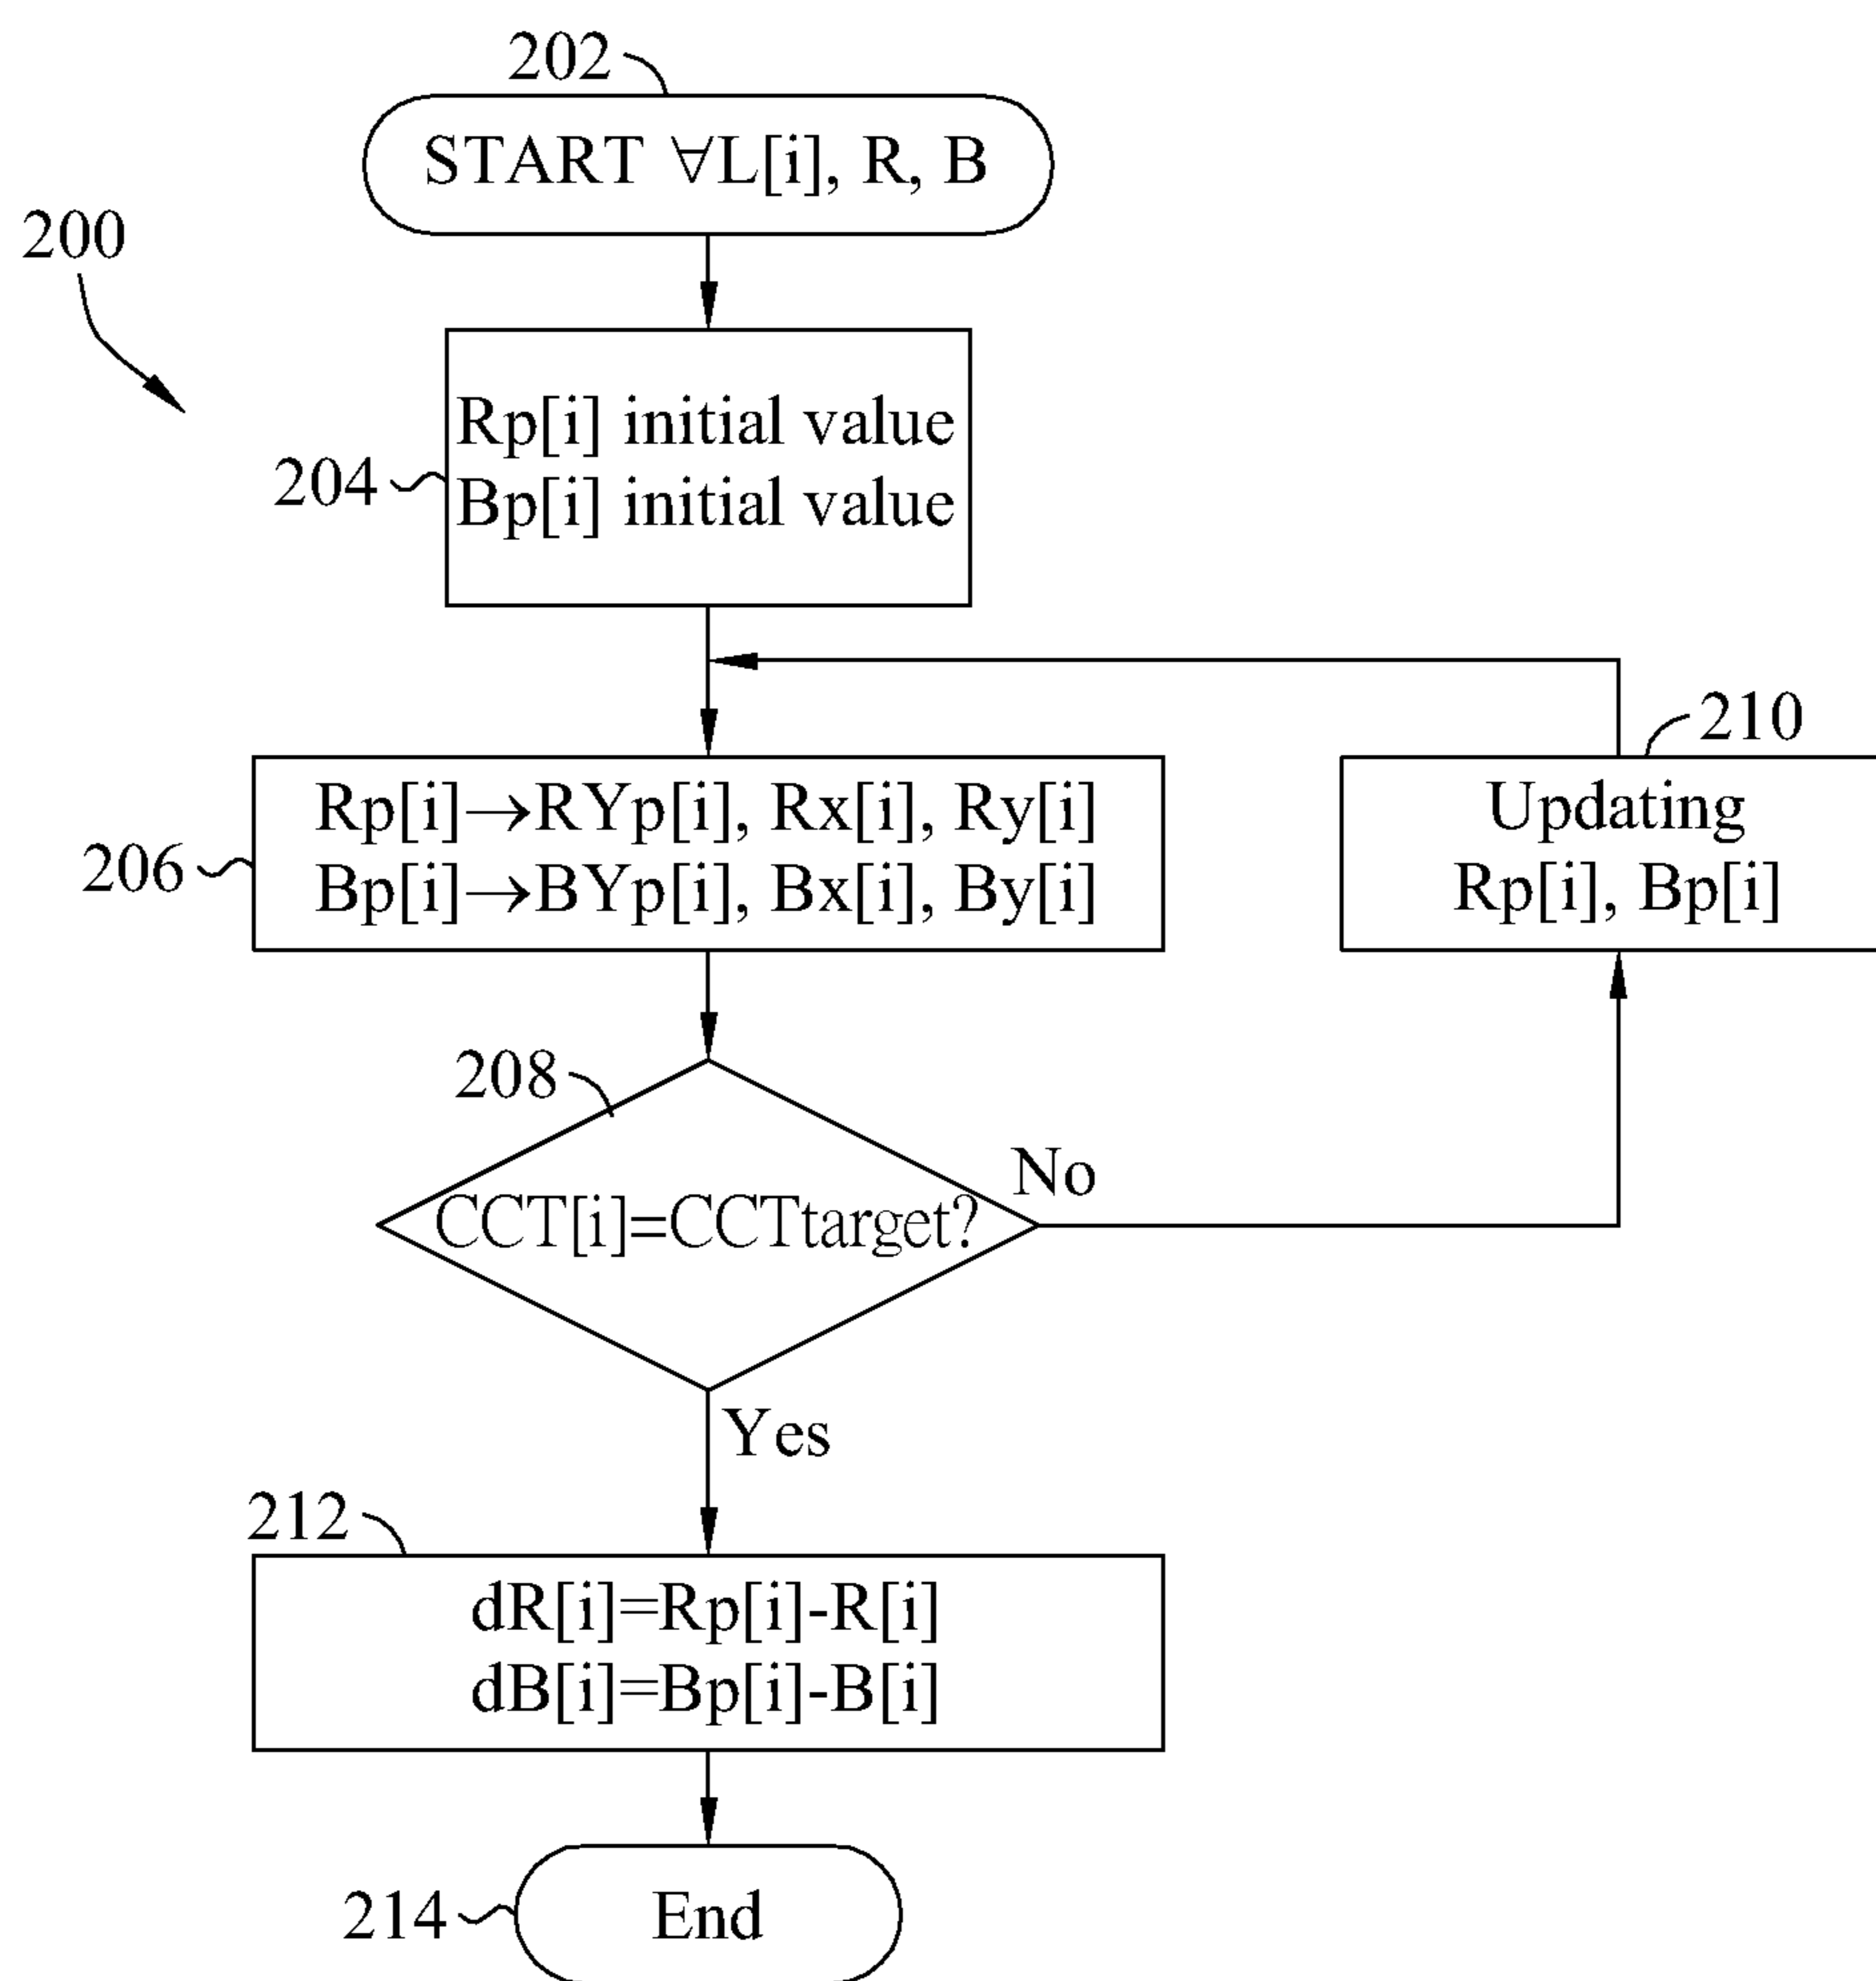 202
START ∀L[i], R, B
200
Rp[i] initial value
204
Bp[i] initial value
210
Rp[i]→RYp[i], Rx[i], Ry[i]
206
Bp[i]→BYp[i], Bx[i], By[i]
Updating
Rp[i], Bp[i]
208
CCT[i]=CCTtarget?
No
Yes
212
dR[i]=Rp[i]-R[i]
dB[i]=Bp[i]-B[i]
214
End